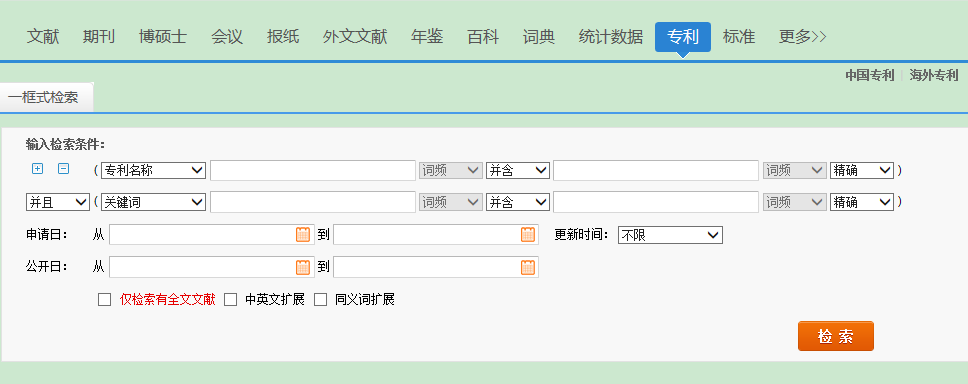 文献 期刊 博硕士 会议 报纸 外文文献 年鉴 百科 词典 统计数据 专利 标准 更多>>
中国专利 | 海外专利
一框式检索
输入检索条件:
( 专利名称 词频 并含 词频 精确 )
并且 ( 关键词 词频 并含 词频 精确 )
申请日: 从 到 更新时间: 不限
公开日: 从 到
仅检索有全文文献 中英文扩展 同义词扩展
检 索